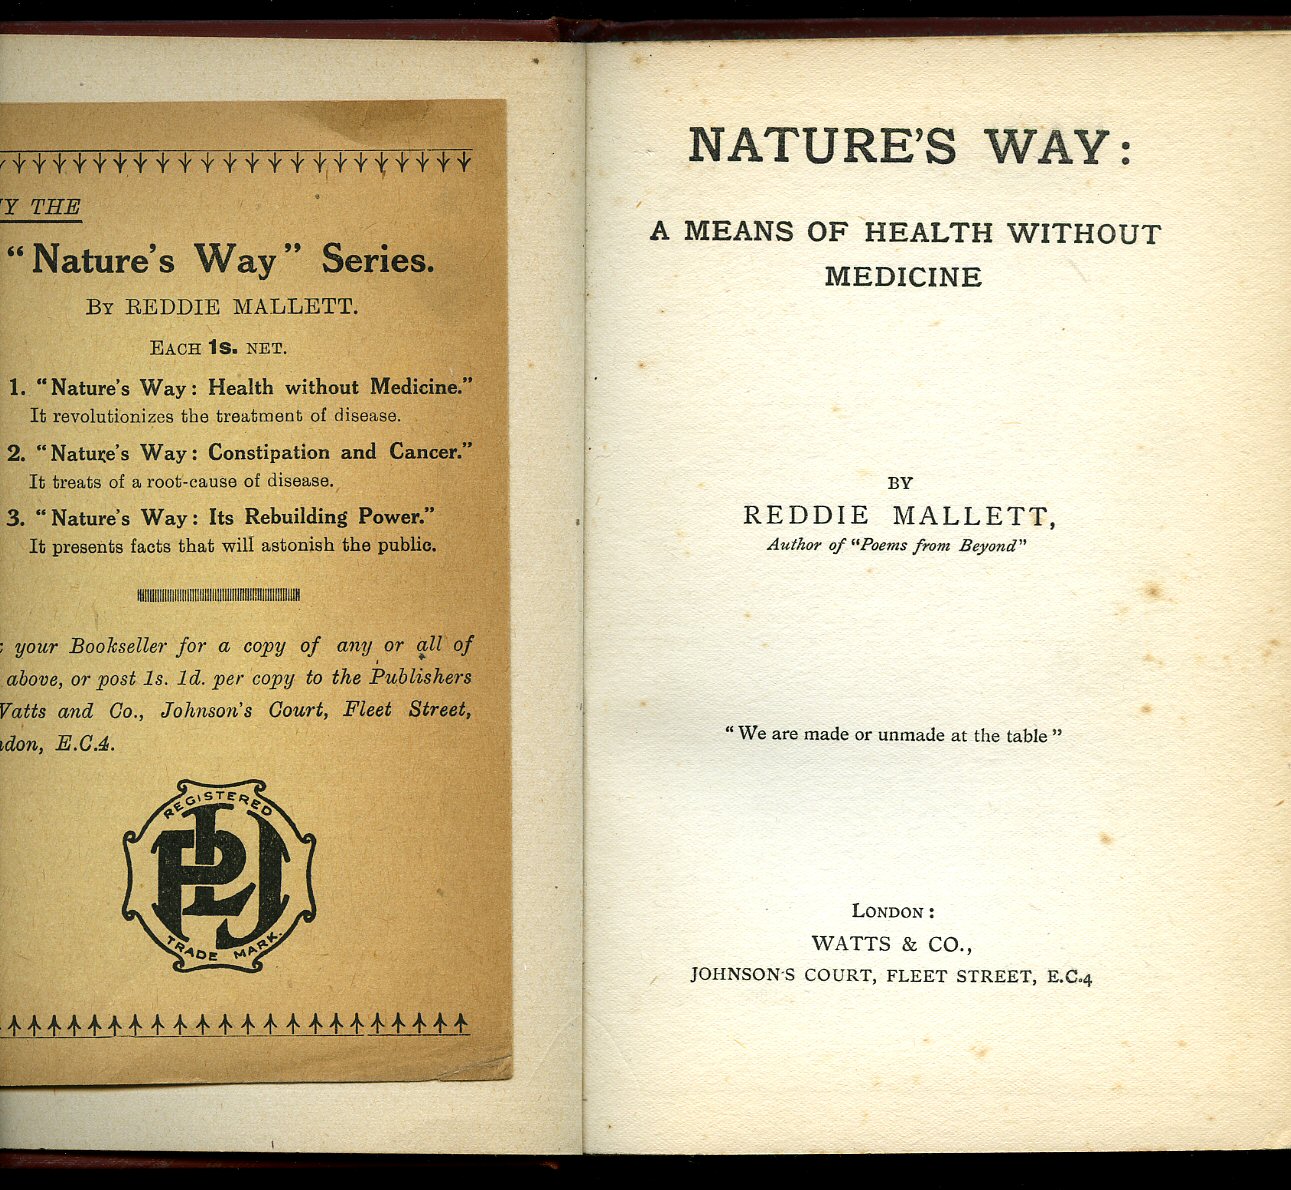 THE
“Nature's Way” Series.
BY REDDIE MALLETT.
EACH 1s. NET.
1. “Nature's Way: Health without Medicine.”
It revolutionizes the treatment of disease.
2. “Nature's Way: Constipation and Cancer.”
It treats of a root-cause of disease.
3. “Nature's Way: Its Rebuilding Power.”
It presents facts that will astonish the public.
your Bookseller for a copy of any or all of
above, or post 1s. 1d. per copy to the Publishers
Watts and Co., Johnson's Court, Fleet Street,
E.C.4.
REGISTERED
TRADE MARK.
NATURE'S WAY:
A MEANS OF HEALTH WITHOUT
MEDICINE
BY
REDDIE MALLETT,
Author of “Poems from Beyond”
“We are made or unmade at the table”
LONDON:
WATTS & CO.,
JOHNSON'S COURT, FLEET STREET, E.C.4